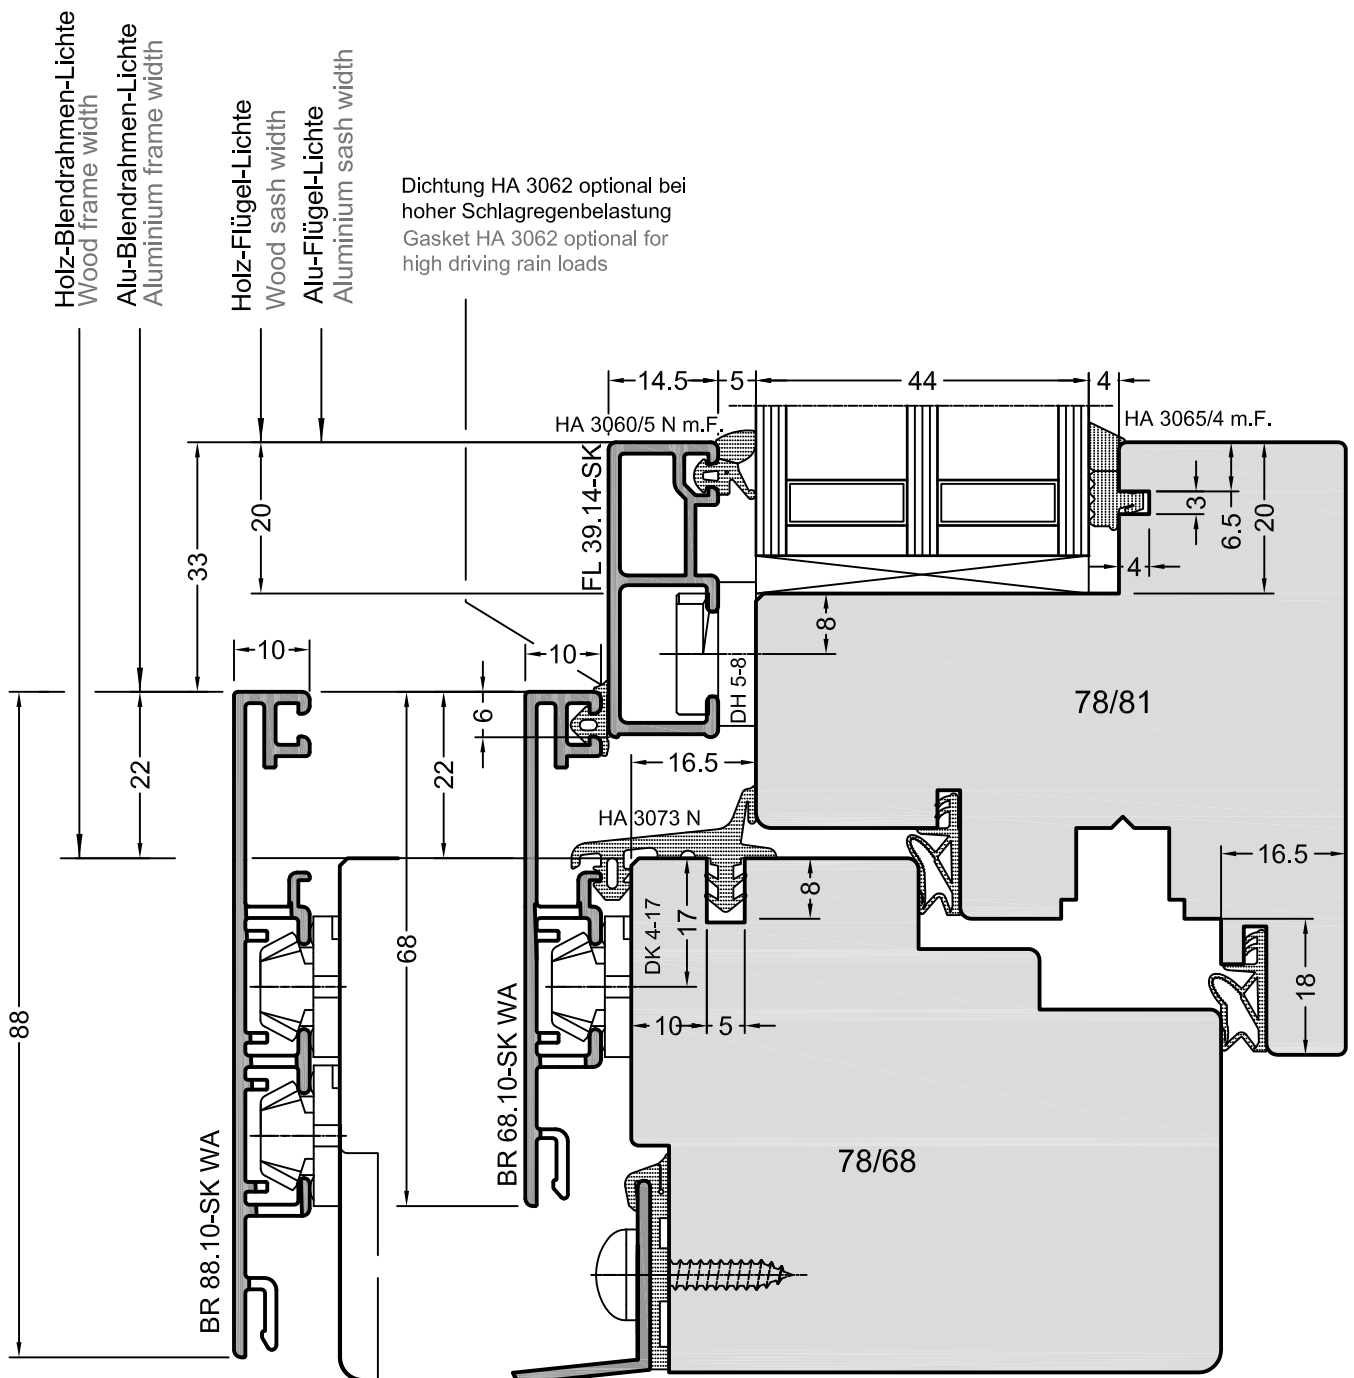 Holz-Blendrahmen-Lichte
Wood frame width
Alu-Blendrahmen-Lichte
Aluminium frame width
Holz-Flügel-Lichte
Wood sash width
Alu-Flügel-Lichte
Aluminium sash width
Dichtung HA 3062 optional bei
hoher Schlagregenbelastung
Gasket HA 3062 optional for
high driving rain loads
14.5
5
44
4
HA 3060/5 N m.F.
HA 3065/4 m.F.
FL 39.14-SK
33
20
3
6.5
20
4
8
10
10
DH 5-8
78/81
6
22
22
16.5
HA 3073 N
16.5
8
17
DK 4-17
68
88
18
10
5
BR 68.10-SK WA
BR 88.10-SK WA
78/68